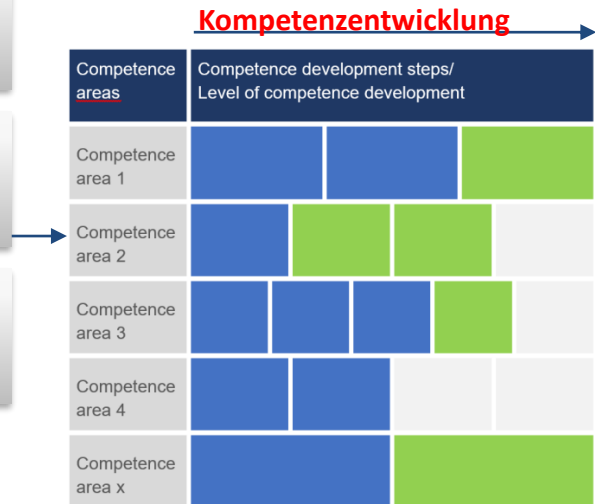 Kompetenzentwicklung
Competence
areas
Competence development steps/
Level of competence development
Competence
area 1
Competence
area 2
Competence
area 3
Competence
area 4
Competence
area x